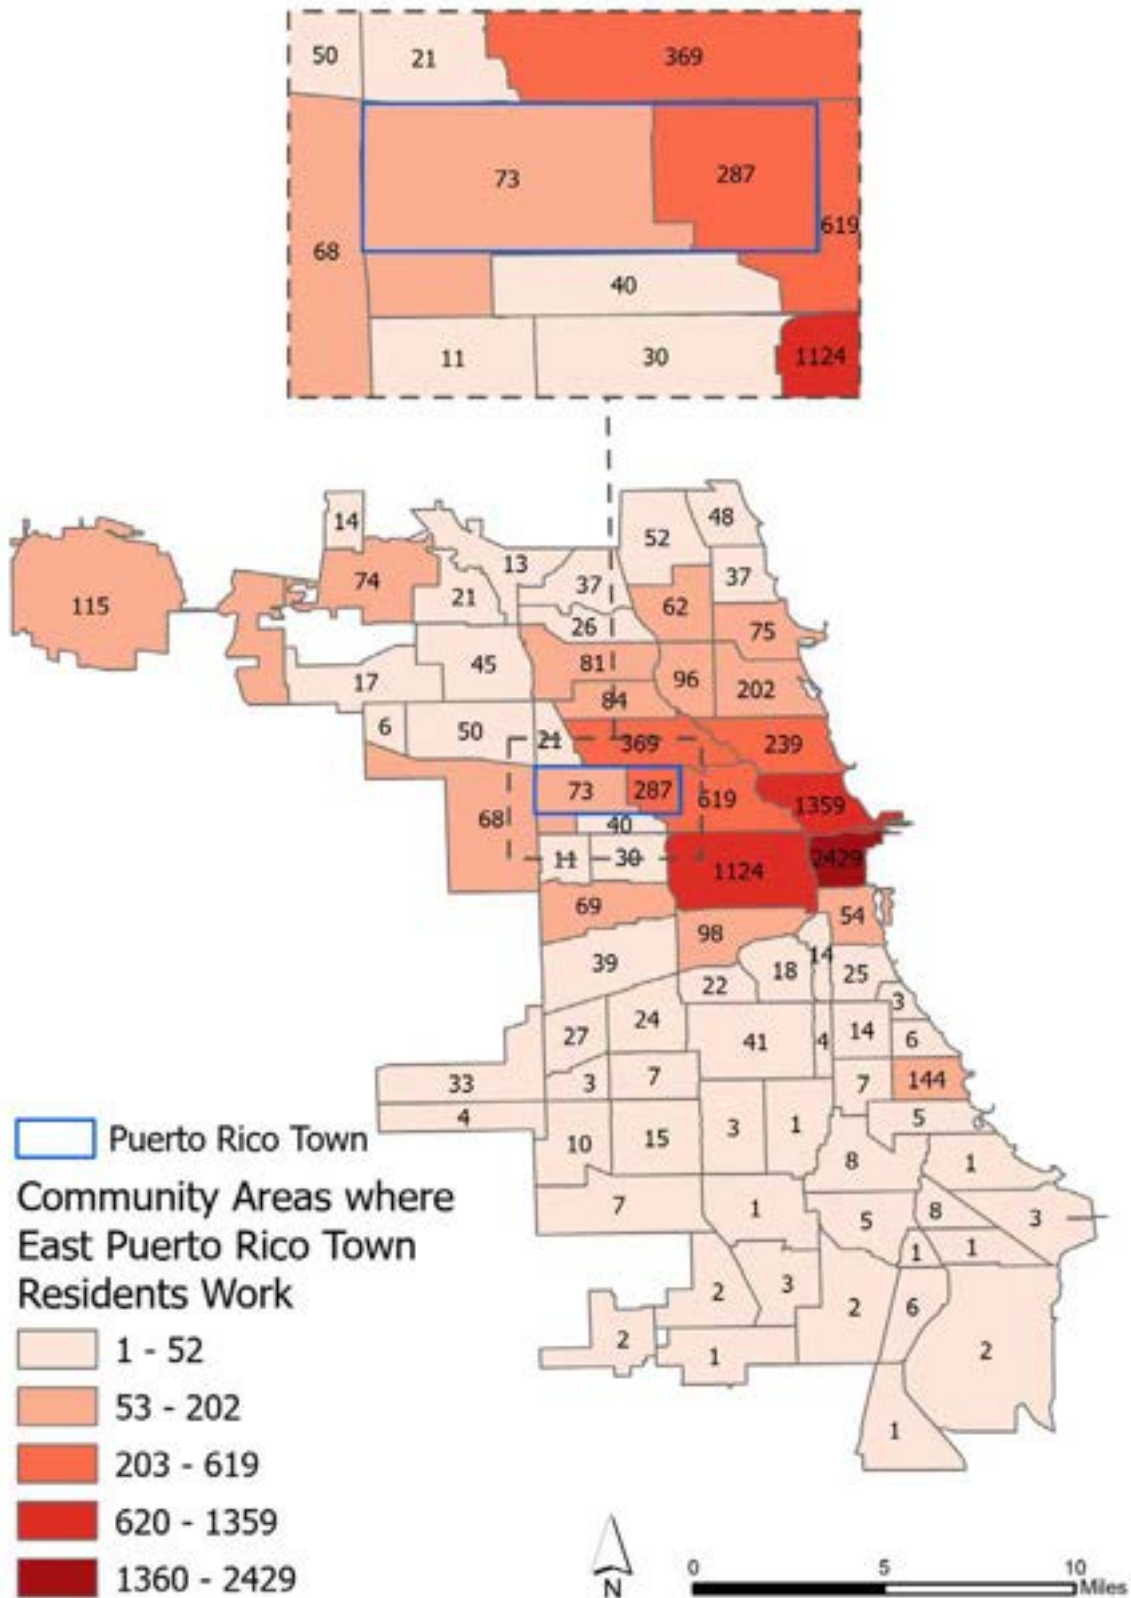 50 21 369
73 287
619
68
40
11 30 1124
14
48
52
13
37 37
74
21
115
62
26
75
81
45
96
17
202
84
6 50
21 369 239
73 287 619
1359
68 40
11 30
1124 2429
69
54
98
39
14
18 25
22
3
24
27 41 4 14 6
33 3 7 7 144
4
5
10 15 3 1
8 1
7 1
5 8 3
1 1
2 3
2 6
2
1
2
1
Puerto Rico Town
Community Areas where
East Puerto Rico Town
Residents Work
1 - 52
53 - 202
203 - 619
620 - 1359
1360 - 2429
N
0 5 10
Miles